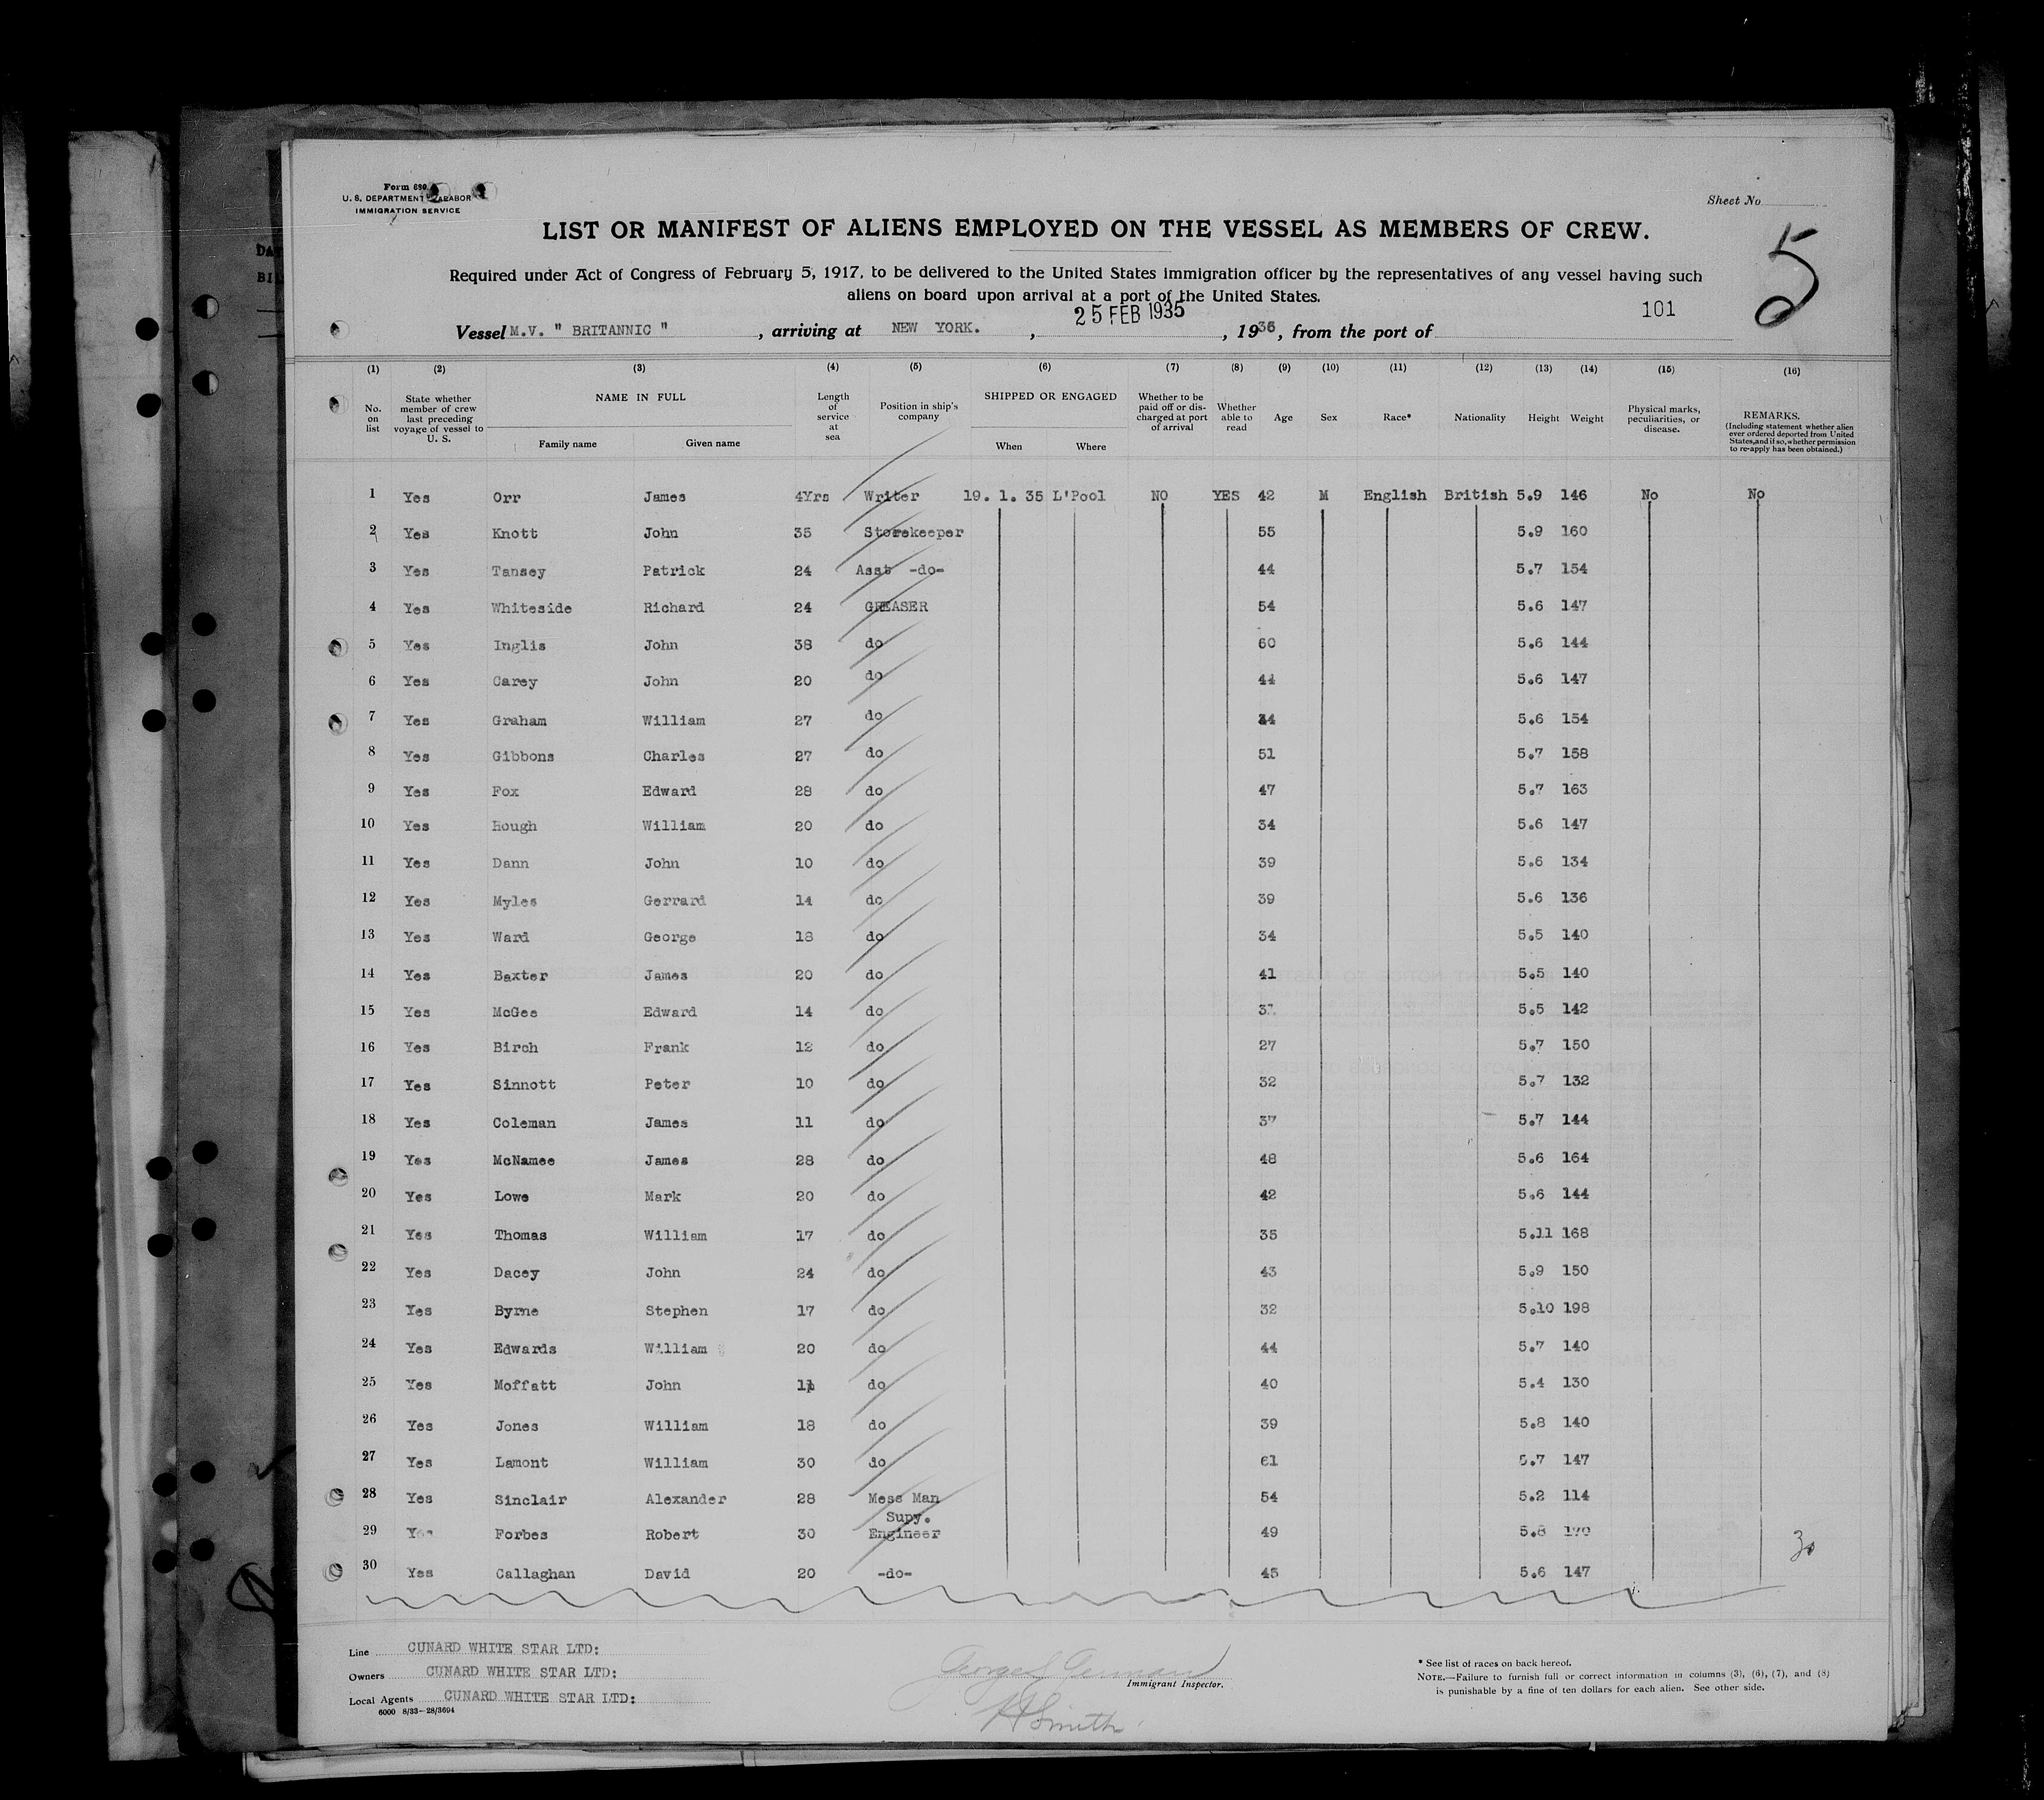 Form 680
U. S. DEPARTMENT LABOR
IMMIGRATION SERVICE
Sheet No
LIST OR MANIFEST OF ALIENS EMPLOYED ON THE VESSEL AS MEMBERS OF CREW.
5
Required under Act of Congress of February 5, 1917, to be delivered to the United States immigration officer by the representatives of any vessel having such
aliens on board upon arrival at a port of the United States.
25 FEB 1935
101
Vessel M.V. " BRITANNIC " , arriving at NEW YORK. , , 1935, from the port of
(1) (2) (3) (4) (5) (6) (7) (8) (9) (10) (11) (12) (13) (14) (15) (16)
No. on list
State whether member of crew last preceding voyage of vessel to U. S.
NAME IN FULL
Family name
Given name
Length of service at sea
Position in ship's company
SHIPPED OR ENGAGED
When
Where
Whether to be paid off or discharged at port of arrival
Whether able to read
Age
Sex
Race*
Nationality
Height
Weight
Physical marks, peculiarities, or disease.
REMARKS.
(Including statement whether alien ever ordered deported from United States, and if so, whether permission to re-apply has been obtained.)
1 Yes Orr James 4Yrs Writer 19. 1. 35 L'Pool NO YES 42 M English British 5.9 146 No No
2 Yes Knott John 35 Storekeeper 55 5.9 160
3 Yes Tansey Patrick 24 Asst -do- 44 5.7 154
4 Yes Whiteside Richard 24 GREASER 54 5.6 147
5 Yes Inglis John 38 do 60 5.6 144
6 Yes Carey John 20 do 44 5.6 147
7 Yes Graham William 27 do 5.6 154
8 Yes Gibbons Charles 27 do 51 5.7 158
9 Yes Fox Edward 28 do 47 5.7 163
10 Yes Hough William 20 do 34 5.6 147
11 Yes Dann John 10 do 39 5.6 134
12 Yes Myles Gerrard 14 do 39 5.6 136
13 Yes Ward George 18 do 34 5.5 140
14 Yes Baxter James 20 do 41 5.5 140
15 Yes McGee Edward 14 do 5.5 142
16 Yes Birch Frank 12 do 27 5.7 150
17 Yes Sinnott Peter 10 do 32 5.7 132
18 Yes Coleman James 11 do 37 5.7 144
19 Yes McNamee James 28 do 48 5.6 164
20 Yes Lowe Mark 20 do 42 5.6 144
21 Yes Thomas William 17 do 35 5.11 168
22 Yes Dacey John 24 do 43 5.9 150
23 Yes Byrne Stephen 17 do 32 5.10 198
24 Yes Edwards William 20 do 44 5.7 140
25 Yes Moffatt John 11 do 40 5.4 130
26 Yes Jones William 18 do 39 5.8 140
27 Yes Lamont William 30 do 61 5.7 147
28 Yes Sinclair Alexander 28 Mess Man 54 5.2 114
29 Yes Forbes Robert 30 Supy. Engineer 49 5.8 170
30 Yes Callaghan David 20 -do- 45 5.6 147
30
Line CUNARD WHITE STAR LTD:
Owners CUNARD WHITE STAR LTD:
Local Agents CUNARD WHITE STAR LTD:
6000 8/33—28/3694
Immigrant Inspector.
H Smith
* See list of races on back hereof.
NOTE.—Failure to furnish full or correct information in columns (3), (6), (7), and (8)
is punishable by a fine of ten dollars for each alien. See other side.